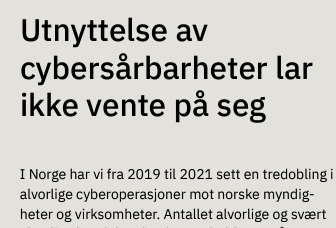 Utnyttelse av
cybersårbarheter lar
ikke vente på seg
I Norge har vi fra 2019 til 2021 sett en tredobling i
alvorlige cyberoperasjoner mot norske myndig-
heter og virksomheter. Antallet alvorlige og svært